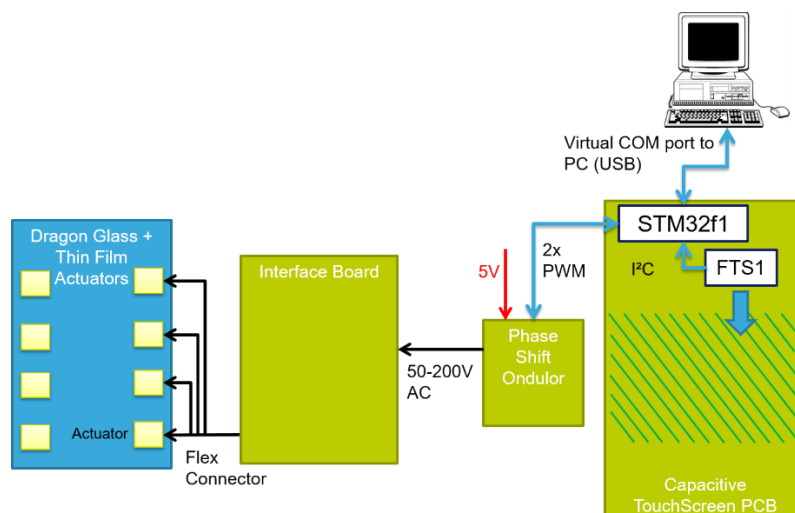 Virtual COM port to
PC (USB)
STM32f1
I²C
FTS1
Capacitive
TouchScreen PCB
2x
PWM
5V
Phase
Shift
Ondulor
50-200V
AC
Interface Board
Dragon Glass +
Thin Film
Actuators
Actuator
Flex
Connector